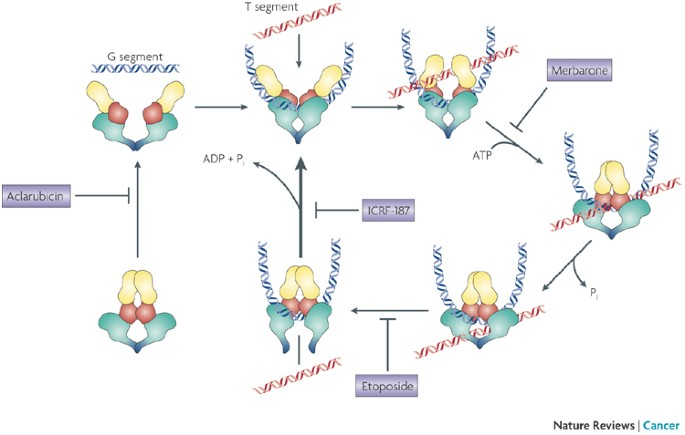 T segment
G segment
Merbarone
ATP
ADP + Pi
Aclarubicin
ICRF-187
Pi
Etoposide
Nature Reviews | Cancer